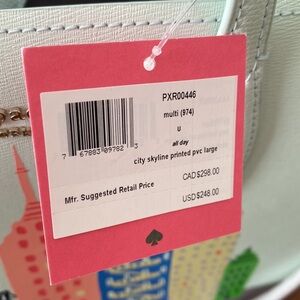 PXR00446
multi (974)
U
all day
city skyline printed pvc large
7 67883 09782 3
Mfr. Suggested Retail Price
CAD$298.00
USD$248.00